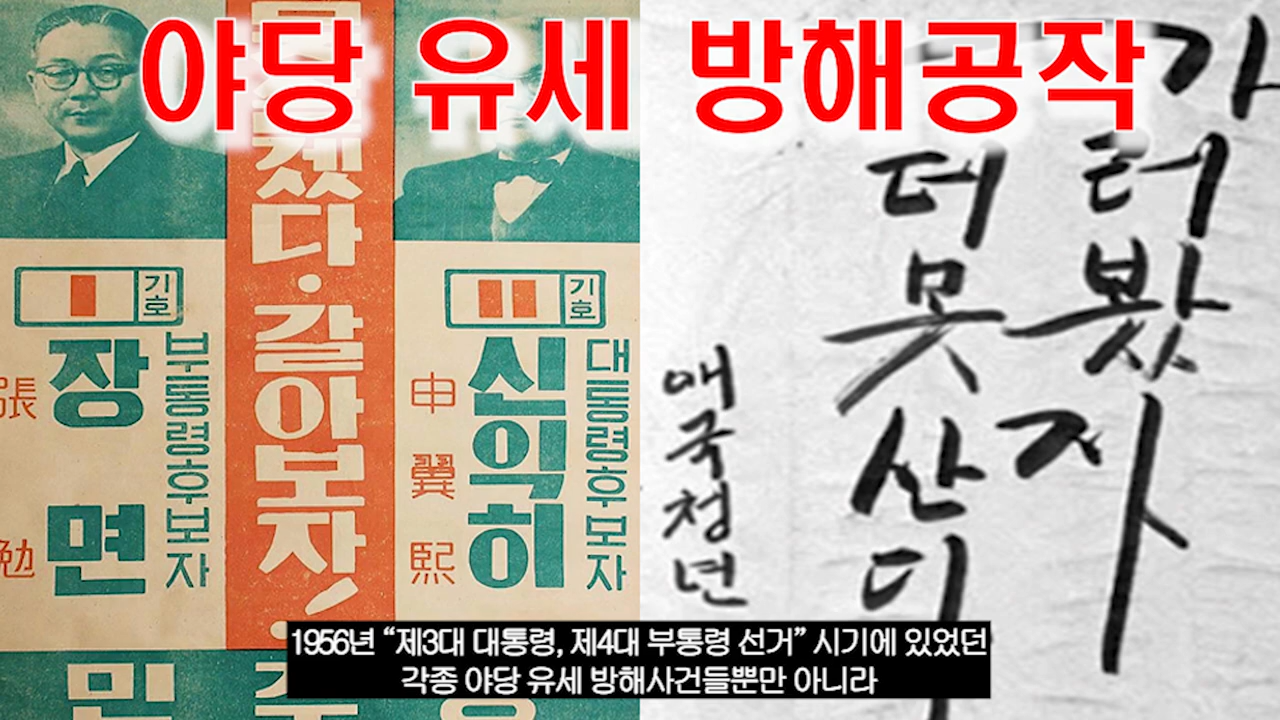 야당 유세 방해공작
기호 I
부통령후보자
장면
張勉
겠다·갈아보자!
기호 II
대통령후보자
신익희
申翼熙
민
가러봤자
더못산다
애국청년
1956년 “제3대 대통령, 제4대 부통령 선거” 시기에 있었던
각종 야당 유세 방해사건들뿐만 아니라